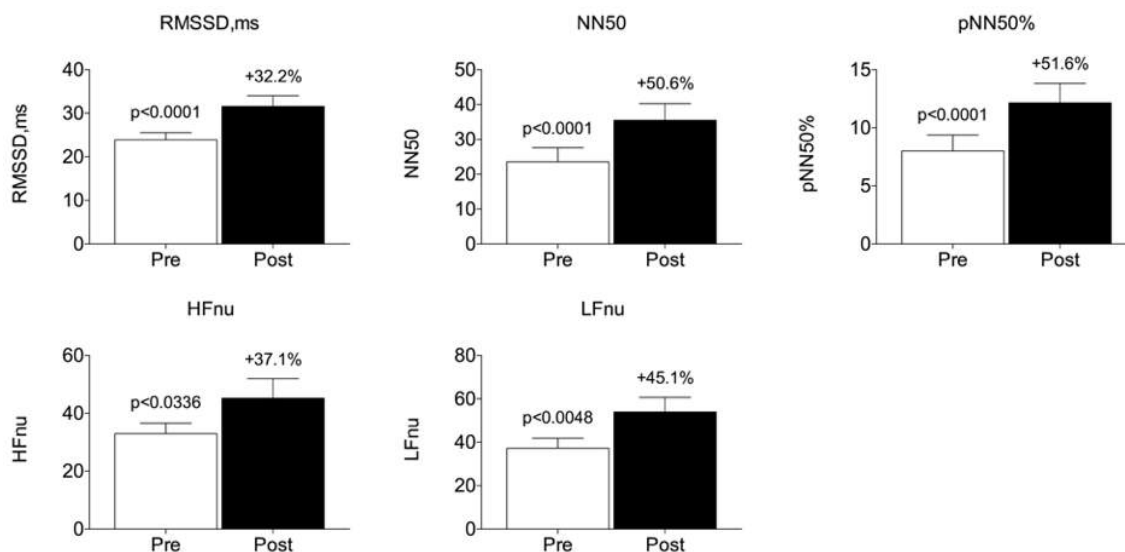 RMSSD,ms
RMSSD,ms
40
30
20
10
0
p<0.0001
+32.2%
Pre Post
NN50
NN50
50
40
30
20
10
0
p<0.0001
+50.6%
Pre Post
pNN50%
pNN50%
15
10
5
0
p<0.0001
+51.6%
Pre Post
HFnu
HFnu
60
40
20
0
p<0.0336
+37.1%
Pre Post
LFnu
LFnu
80
60
40
20
0
p<0.0048
+45.1%
Pre Post